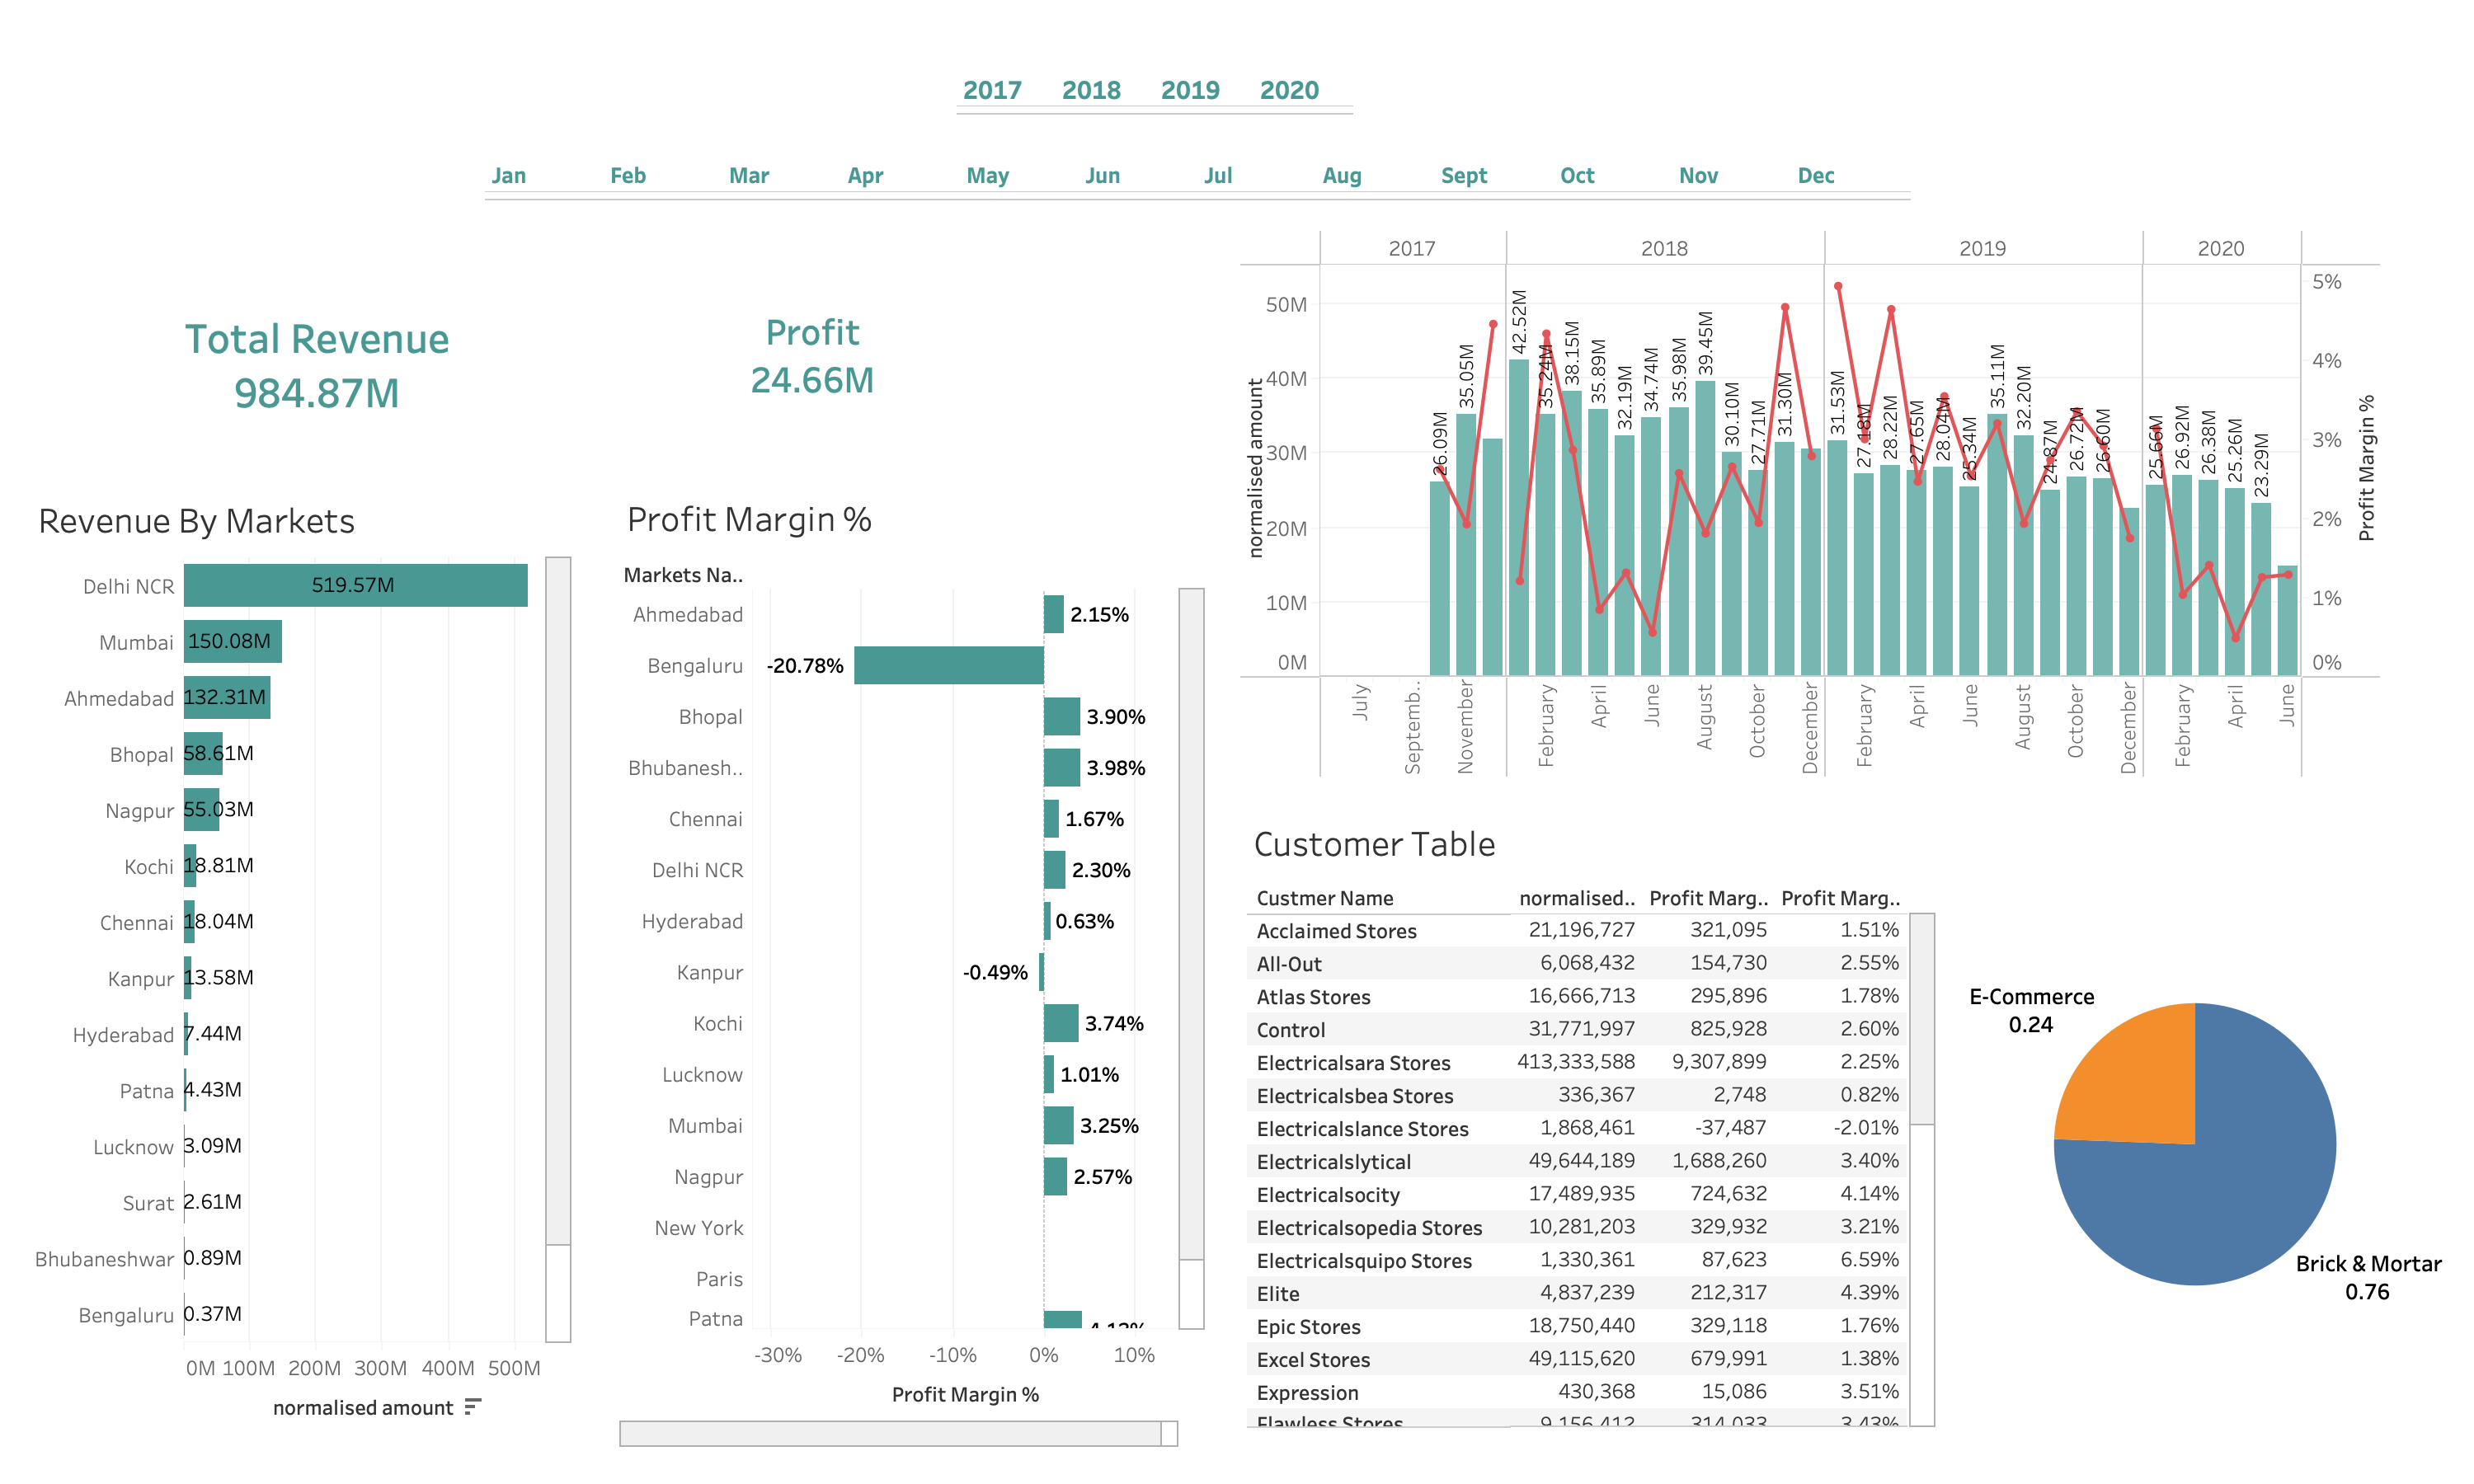 2017 2018 2019 2020
Jan Feb Mar Apr May Jun Jul Aug Sept Oct Nov Dec
Total Revenue
984.87M
Profit
24.66M
2017 2018 2019 2020
normalised amount
50M
40M
30M
20M
10M
0M
26.09M 35.05M 42.52M 35.24M 38.15M 35.89M 32.19M 34.74M 35.98M 39.45M 30.10M 27.71M 31.30M 31.53M 27.18M 28.22M 27.65M 28.04M 25.34M 35.11M 32.20M 24.87M 26.72M 26.60M 25.66M 26.92M 26.38M 25.26M 23.29M
5%
4%
3%
2%
1%
0%
Profit Margin %
July Septemb.. November February April June August October December February April June August October December February April June
Revenue By Markets
Delhi NCR 519.57M
Mumbai 150.08M
Ahmedabad 132.31M
Bhopal 58.61M
Nagpur 55.03M
Kochi 18.81M
Chennai 18.04M
Kanpur 13.58M
Hyderabad 7.44M
Patna 4.43M
Lucknow 3.09M
Surat 2.61M
Bhubaneshwar 0.89M
Bengaluru 0.37M
0M 100M 200M 300M 400M 500M
normalised amount
Profit Margin %
Markets Na..
Ahmedabad 2.15%
Bengaluru -20.78%
Bhopal 3.90%
Bhubanesh.. 3.98%
Chennai 1.67%
Delhi NCR 2.30%
Hyderabad 0.63%
Kanpur -0.49%
Kochi 3.74%
Lucknow 1.01%
Mumbai 3.25%
Nagpur 2.57%
New York
Paris
Patna
-30% -20% -10% 0% 10%
Profit Margin %
Customer Table
Custmer Name normalised.. Profit Marg.. Profit Marg..
Acclaimed Stores 21,196,727 321,095 1.51%
All-Out 6,068,432 154,730 2.55%
Atlas Stores 16,666,713 295,896 1.78%
Control 31,771,997 825,928 2.60%
Electricalsara Stores 413,333,588 9,307,899 2.25%
Electricalsbea Stores 336,367 2,748 0.82%
Electricalslance Stores 1,868,461 -37,487 -2.01%
Electricalslytical 49,644,189 1,688,260 3.40%
Electricalsocity 17,489,935 724,632 4.14%
Electricalsopedia Stores 10,281,203 329,932 3.21%
Electricalsquipo Stores 1,330,361 87,623 6.59%
Elite 4,837,239 212,317 4.39%
Epic Stores 18,750,440 329,118 1.76%
Excel Stores 49,115,620 679,991 1.38%
Expression 430,368 15,086 3.51%
Flawless Stores 9,156,412 314,033 3.43%
E-Commerce
0.24
Brick & Mortar
0.76